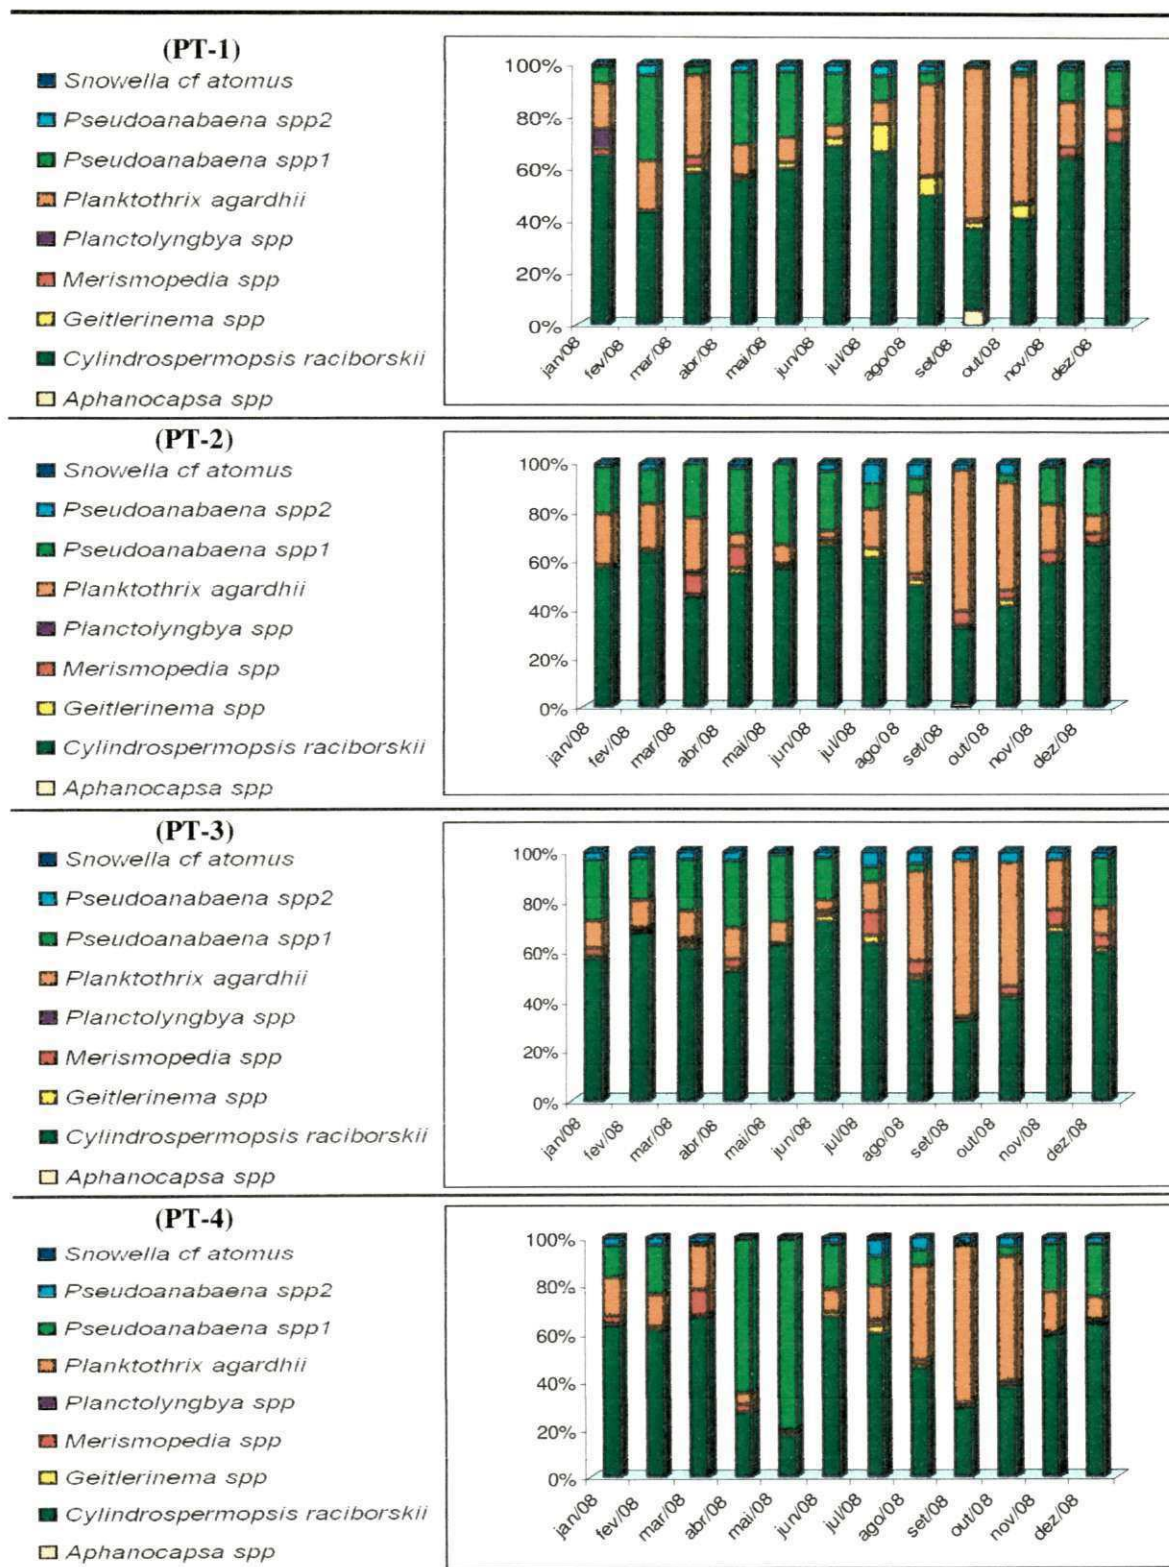 (PT-1)
Snowella cf atomus
Pseudoanabaena spp2
Pseudoanabaena spp1
Planktothrix agardhii
Planctolyngbya spp
Merismopedia spp
Geitlerinema spp
Cylindrospermopsis raciborskii
Aphanocapsa spp
100%
80%
60%
40%
20%
0%
jan/08 fev/08 mar/08 abr/08 mai/08 jun/08 jul/08 ago/08 set/08 out/08 nov/08 dez/08
(PT-2)
Snowella cf atomus
Pseudoanabaena spp2
Pseudoanabaena spp1
Planktothrix agardhii
Planctolyngbya spp
Merismopedia spp
Geitlerinema spp
Cylindrospermopsis raciborskii
Aphanocapsa spp
100%
80%
60%
40%
20%
0%
jan/08 fev/08 mar/08 abr/08 mai/08 jun/08 jul/08 ago/08 set/08 out/08 nov/08 dez/08
(PT-3)
Snowella cf atomus
Pseudoanabaena spp2
Pseudoanabaena spp1
Planktothrix agardhii
Planctolyngbya spp
Merismopedia spp
Geitlerinema spp
Cylindrospermopsis raciborskii
Aphanocapsa spp
100%
80%
60%
40%
20%
0%
jan/08 fev/08 mar/08 abr/08 mai/08 jun/08 jul/08 ago/08 set/08 out/08 nov/08 dez/08
(PT-4)
Snowella cf atomus
Pseudoanabaena spp2
Pseudoanabaena spp1
Planktothrix agardhii
Planctolyngbya spp
Merismopedia spp
Geitlerinema spp
Cylindrospermopsis raciborskii
Aphanocapsa spp
100%
80%
60%
40%
20%
0%
jan/08 fev/08 mar/08 abr/08 mai/08 jun/08 jul/08 ago/08 set/08 out/08 nov/08 dez/08